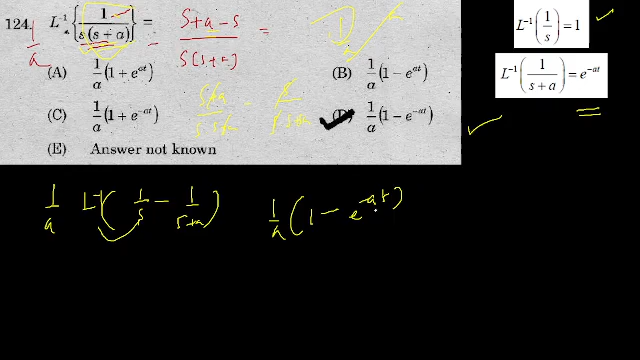 124. L⁻¹{1/(s(s + a))} =
1/a  (s+a-s)/(s(s+a)) =
(A) 1/a (1 + e^{at})
(B) 1/a (1 − e^{at})
(C) 1/a (1 + e^{−at})
(D) 1/a (1 − e^{−at})
(E) Answer not known
L⁻¹(1/s) = 1
L⁻¹(1/(s + a)) = e^{−at}
1/a L⁻¹(1/s − 1/(s+a))  1/a (1 − e^{−at})